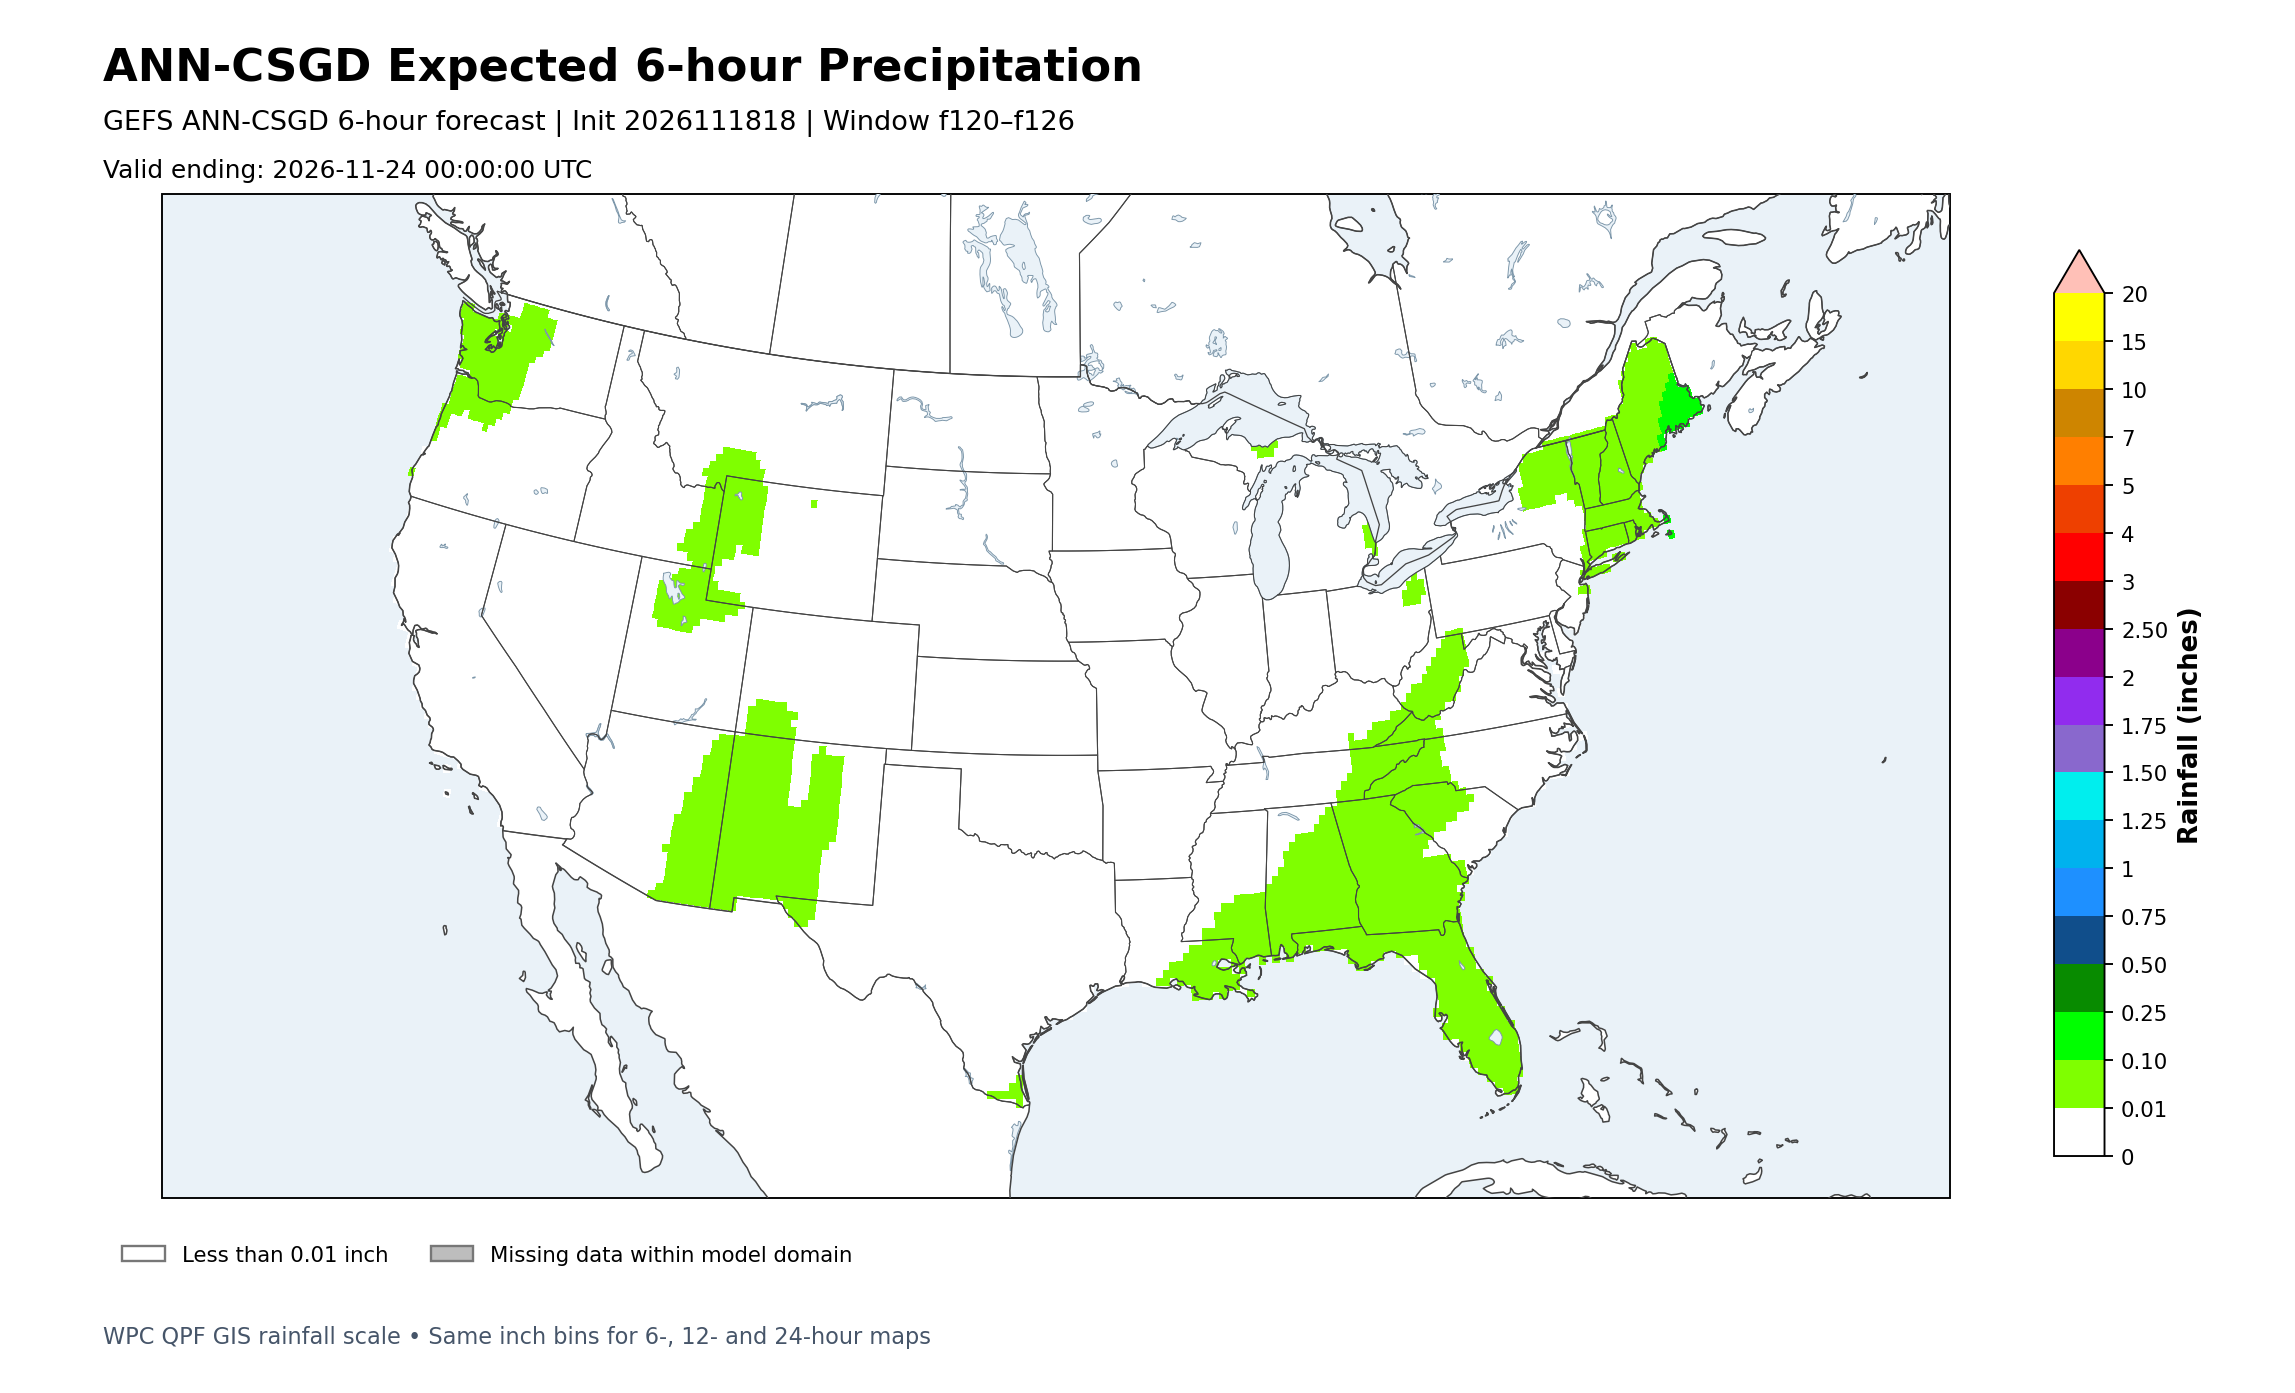 ANN-CSGD Expected 6-hour Precipitation
GEFS ANN-CSGD 6-hour forecast | Init 2026111818 | Window f120–f126
Valid ending: 2026-11-24 00:00:00 UTC
20
15
10
7
5
4
3
2.50
2
1.75
1.50
1.25
1
0.75
0.50
0.25
0.10
0.01
0
Rainfall (inches)
Less than 0.01 inch
Missing data within model domain
WPC QPF GIS rainfall scale • Same inch bins for 6-, 12- and 24-hour maps